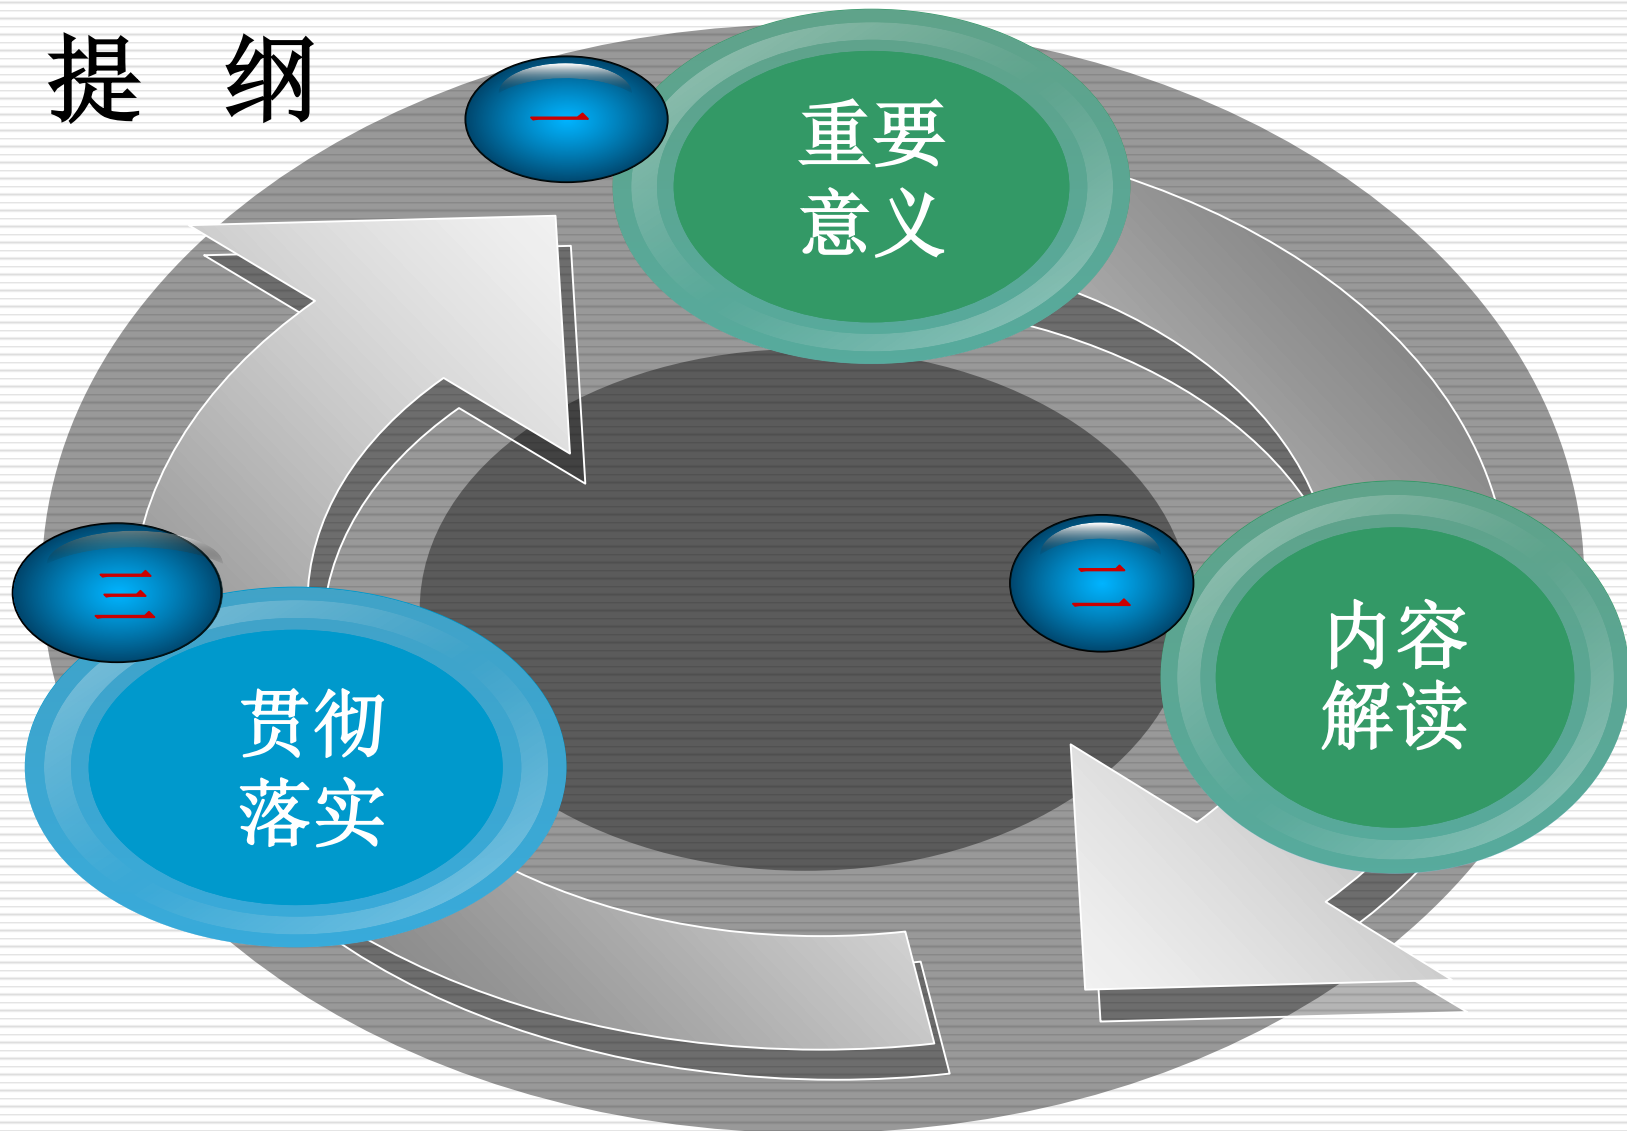 提 纲
一
重要
意义
二
内容
解读
三
贯彻
落实